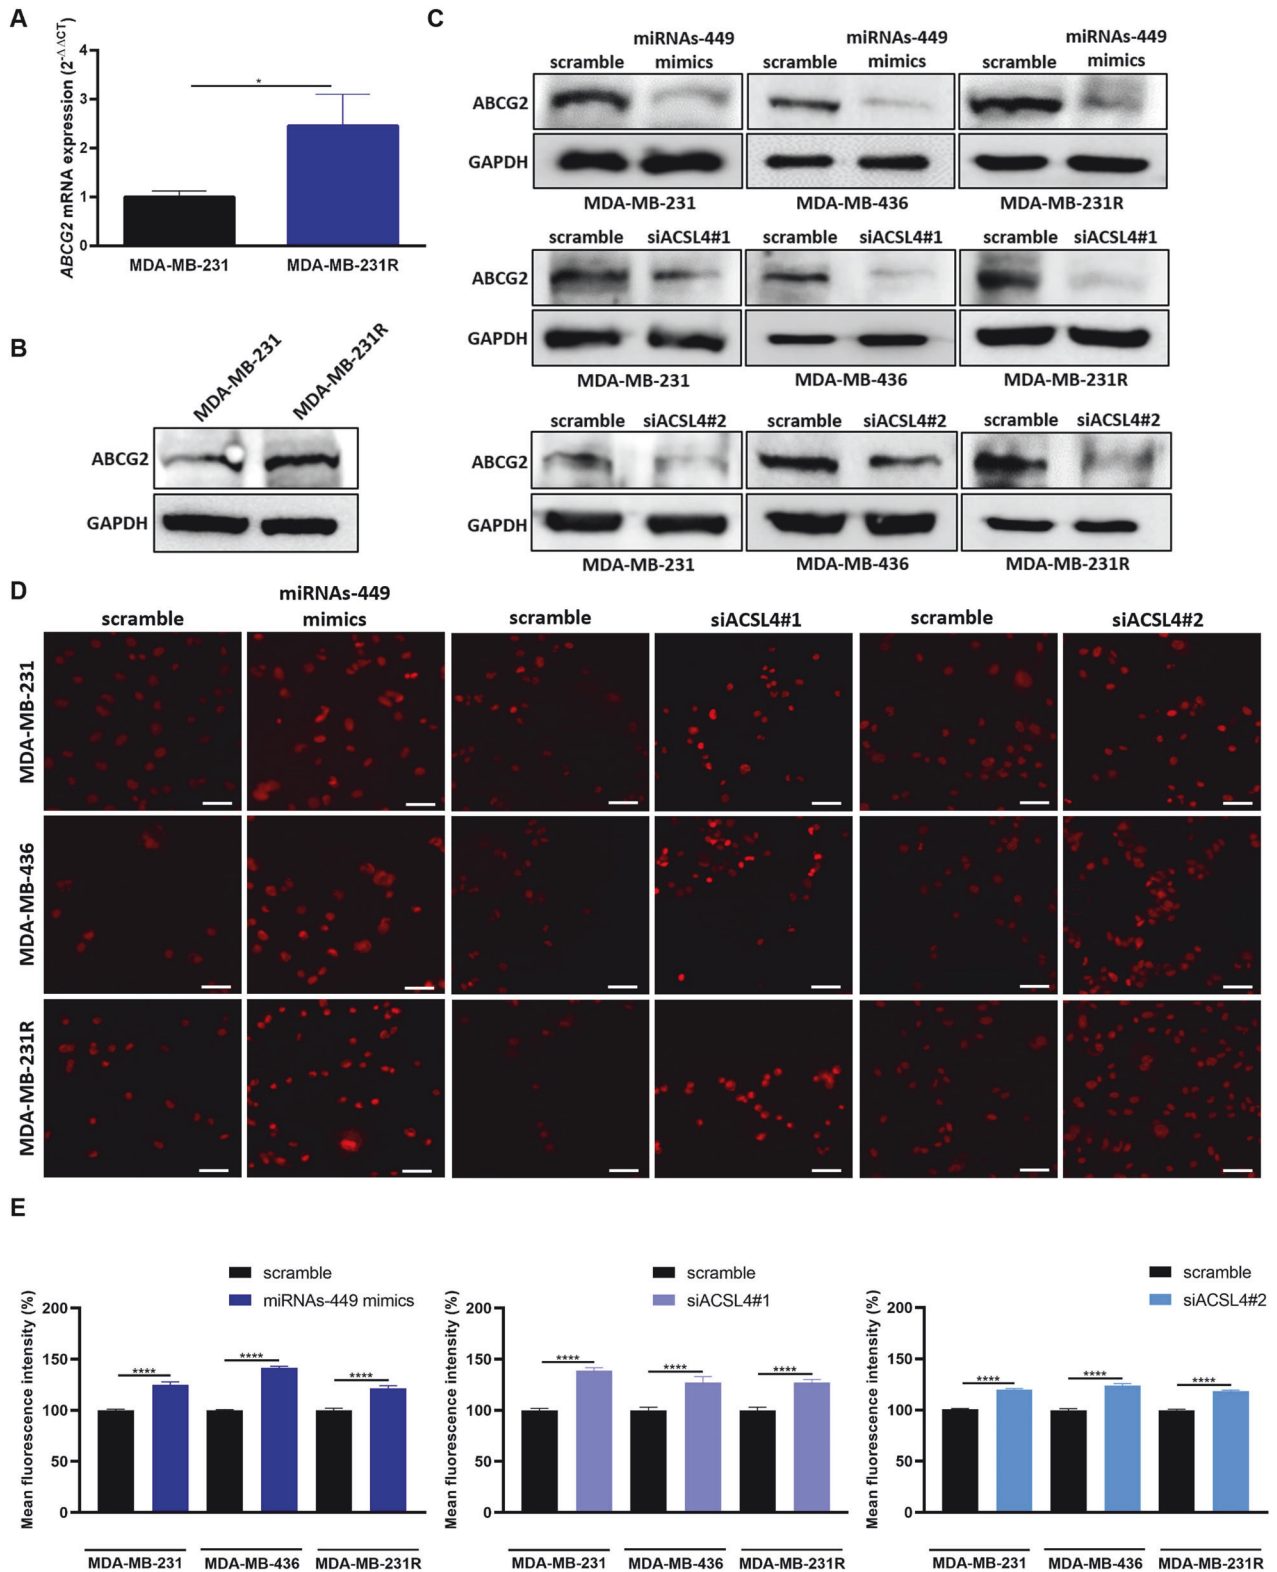 A
ABCG2 mRNA expression (2-ΔΔCT)
4
3
2
1
0
*
MDA-MB-231 MDA-MB-231R
B
MDA-MB-231 MDA-MB-231R
ABCG2
GAPDH
C
scramble miRNAs-449 mimics scramble miRNAs-449 mimics scramble miRNAs-449 mimics
ABCG2
GAPDH
MDA-MB-231 MDA-MB-436 MDA-MB-231R
scramble siACSL4#1 scramble siACSL4#1 scramble siACSL4#1
ABCG2
GAPDH
MDA-MB-231 MDA-MB-436 MDA-MB-231R
scramble siACSL4#2 scramble siACSL4#2 scramble siACSL4#2
ABCG2
GAPDH
MDA-MB-231 MDA-MB-436 MDA-MB-231R
D
scramble miRNAs-449 mimics scramble siACSL4#1 scramble siACSL4#2
MDA-MB-231
MDA-MB-436
MDA-MB-231R
E
Mean fluorescence intensity (%)
scramble
miRNAs-449 mimics
200
150
100
50
0
**** **** ****
MDA-MB-231 MDA-MB-436 MDA-MB-231R
Mean fluorescence intensity (%)
scramble
siACSL4#1
200
150
100
50
0
**** **** ****
MDA-MB-231 MDA-MB-436 MDA-MB-231R
Mean fluorescence intensity (%)
scramble
siACSL4#2
200
150
100
50
0
**** **** ****
MDA-MB-231 MDA-MB-436 MDA-MB-231R